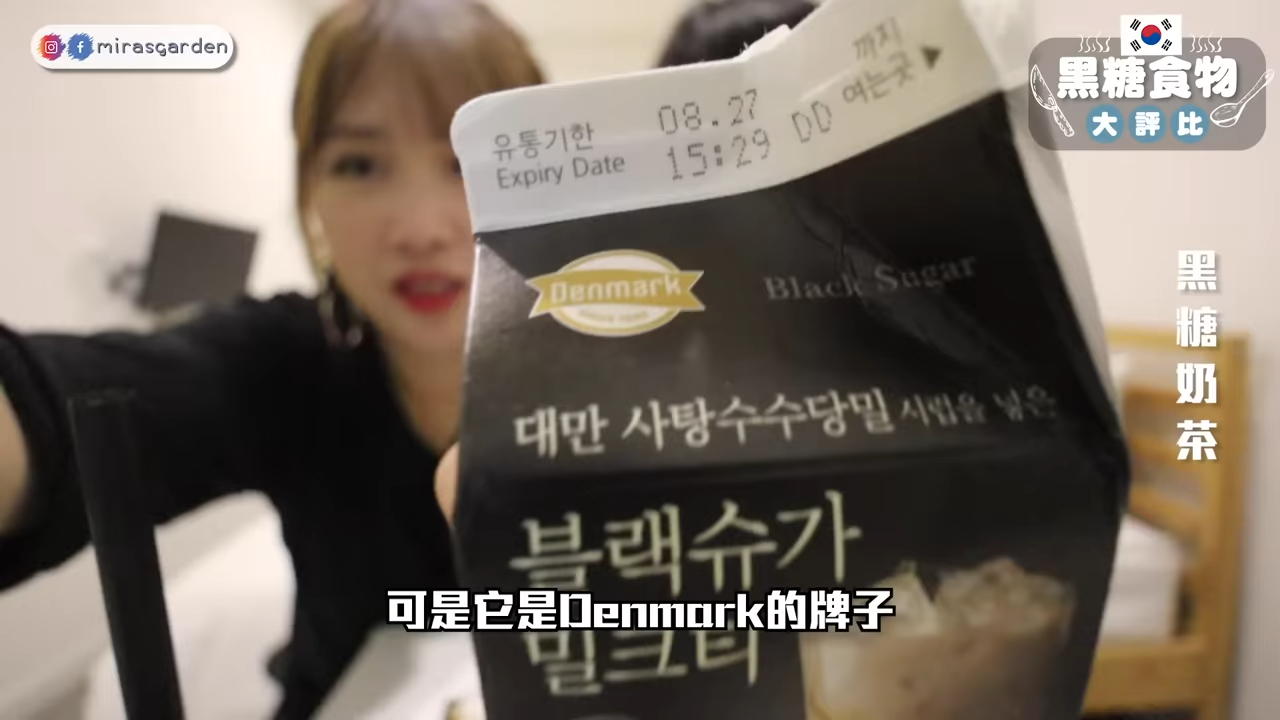 mirasgarden
黑糖食物
大評比
까지
여는곳
유통기한
08.27
Expiry Date
15:29 DD
Denmark
Black Sugar
대만 사탕수수당밀 시럽을 넣은
블랙슈가
밀크티
黑糖奶茶
可是它是Denmark的牌子